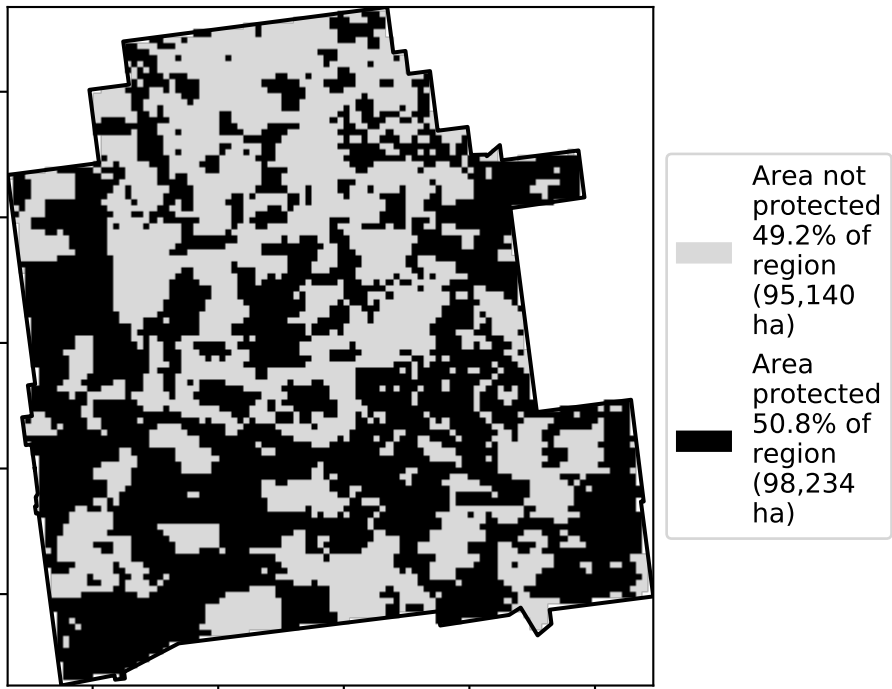 Area not
protected
49.2% of
region
(95,140
ha)
Area
protected
50.8% of
region
(98,234
ha)